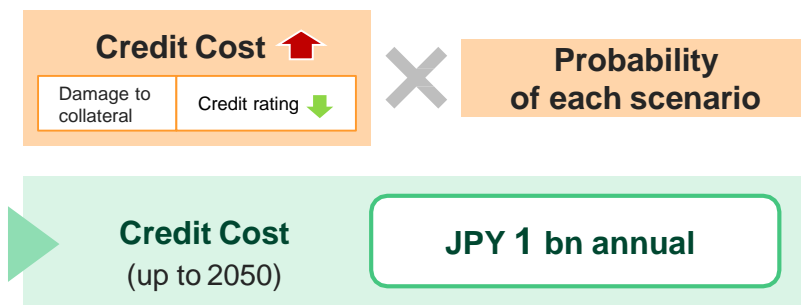 Credit Cost
Damage to
collateral
Credit rating
Probability
of each scenario
Credit Cost
(up to 2050)
JPY 1 bn annual